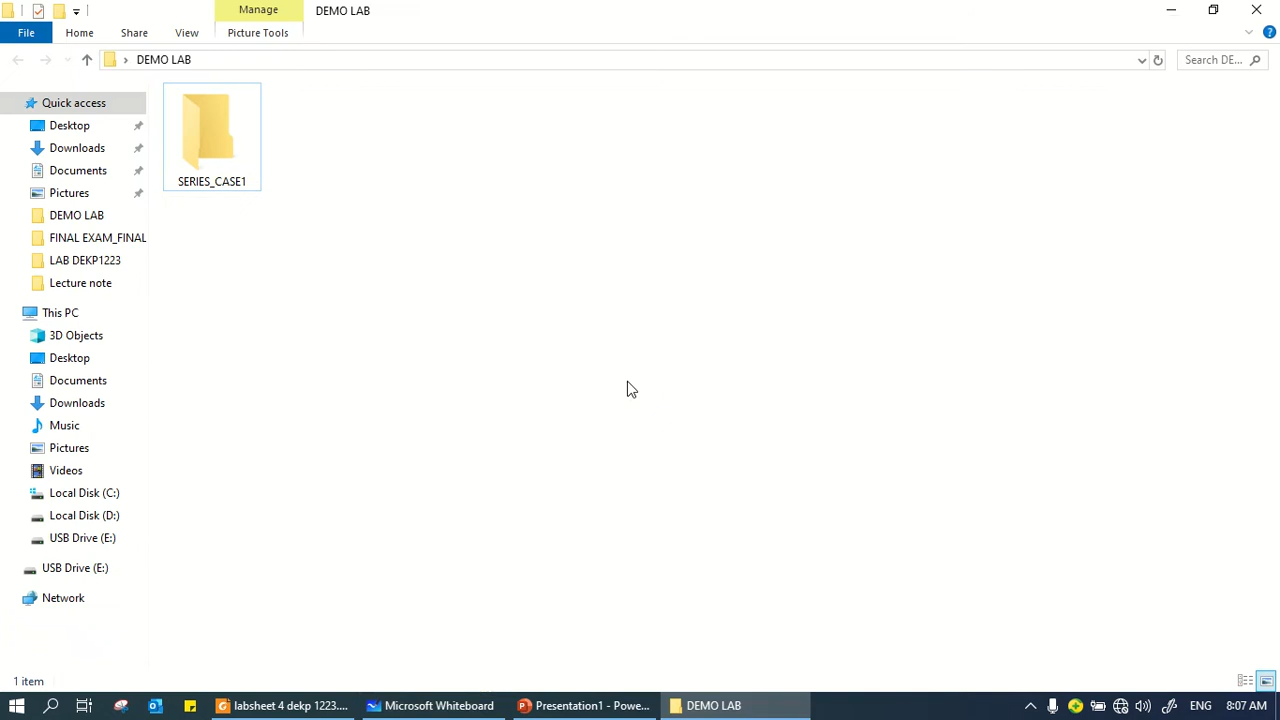 Manage
DEMO LAB
File
Home
Share
View
Picture Tools
DEMO LAB
Search DE...
Quick access
Desktop
Downloads
Documents
Pictures
DEMO LAB
FINAL EXAM_FINAL
LAB DEKP1223
Lecture note
This PC
3D Objects
Desktop
Documents
Downloads
Music
Pictures
Videos
Local Disk (C:)
Local Disk (D:)
USB Drive (E:)
USB Drive (E:)
Network
SERIES_CASE1
1 item
labsheet 4 dekp 1223....
Microsoft Whiteboard
Presentation1 - Powe...
DEMO LAB
ENG
8:07 AM